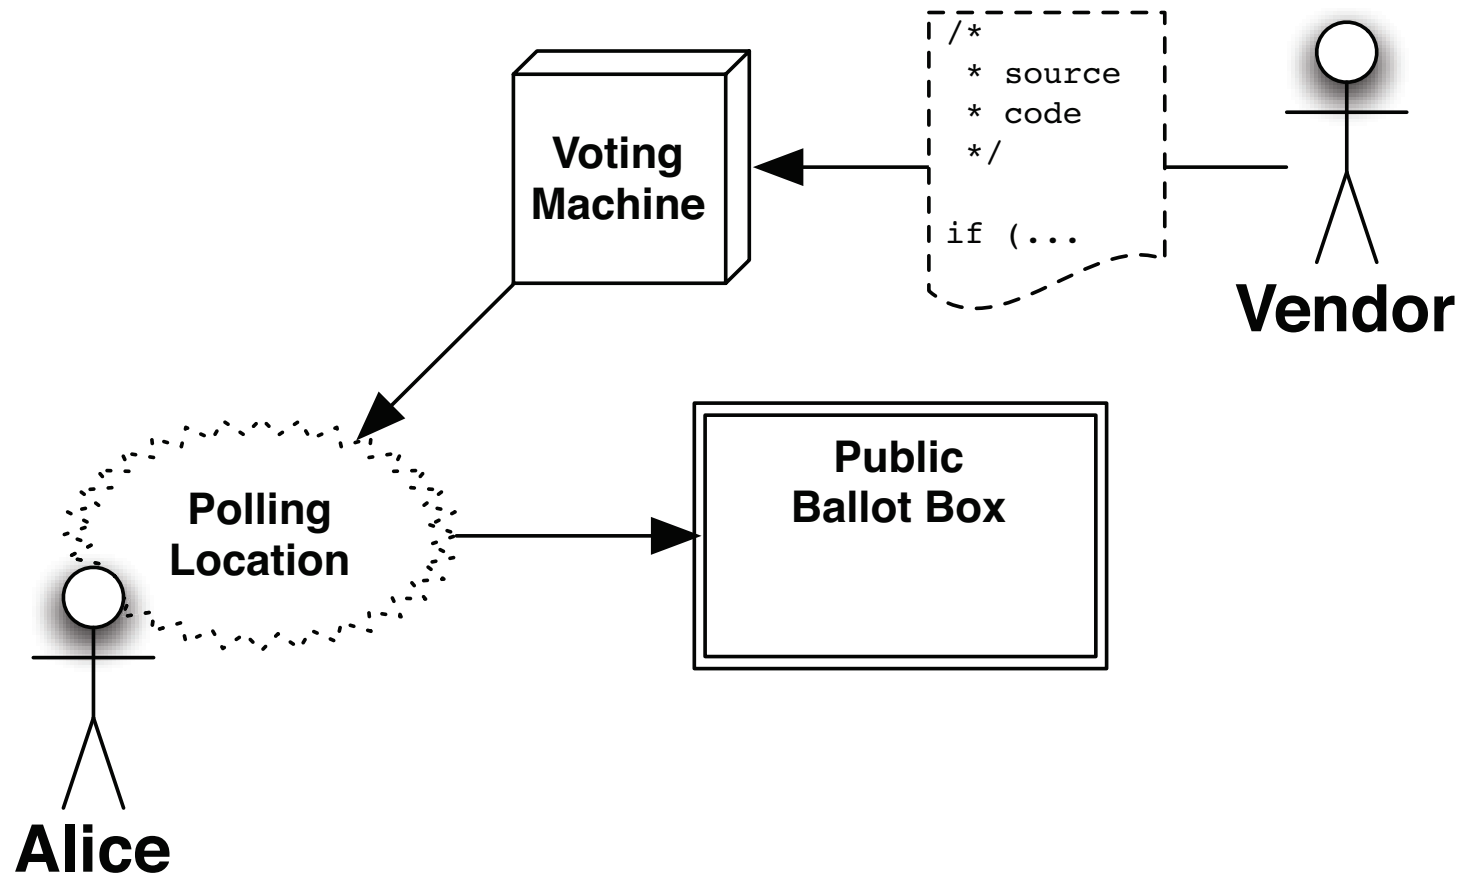 /*
* source
* code
*/
if (...
Voting
Machine
Vendor
Public
Ballot Box
Polling
Location
Alice